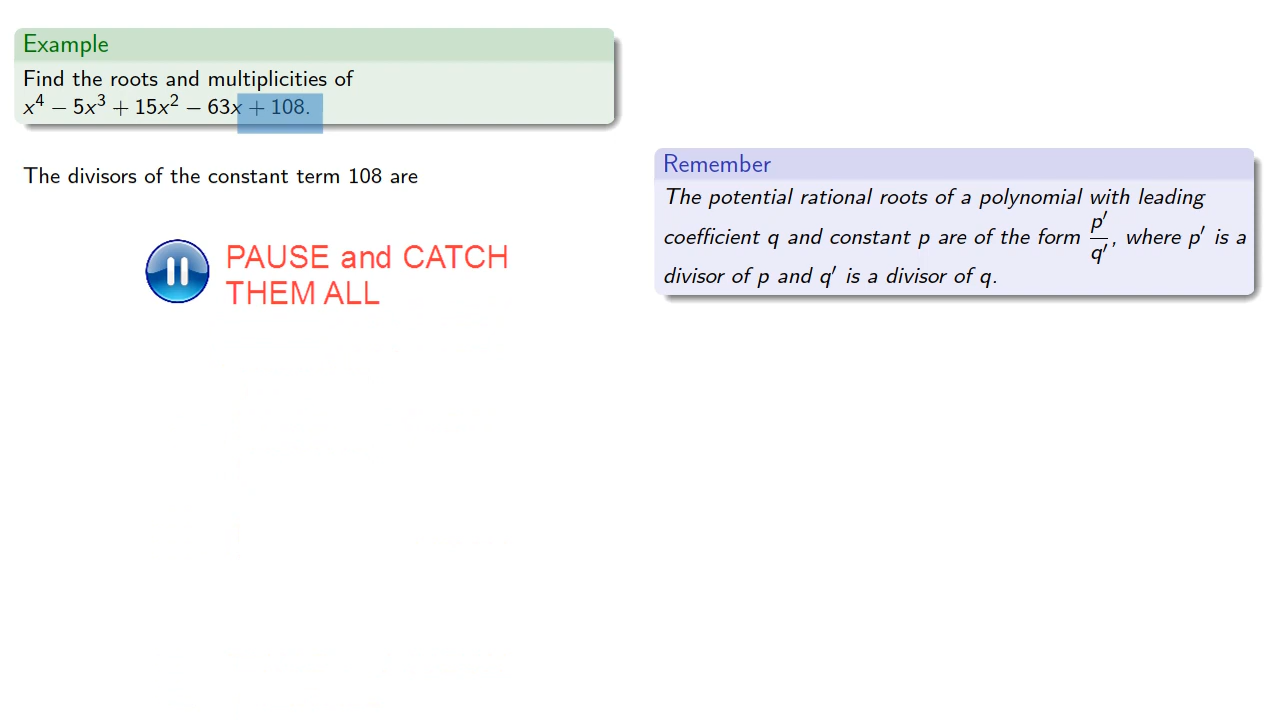 Example
Find the roots and multiplicities of
x⁴ − 5x³ + 15x² − 63x + 108.
The divisors of the constant term 108 are
PAUSE and CATCH
THEM ALL
Remember
The potential rational roots of a polynomial with leading
coefficient q and constant p are of the form p′/q′, where p′ is a
divisor of p and q′ is a divisor of q.